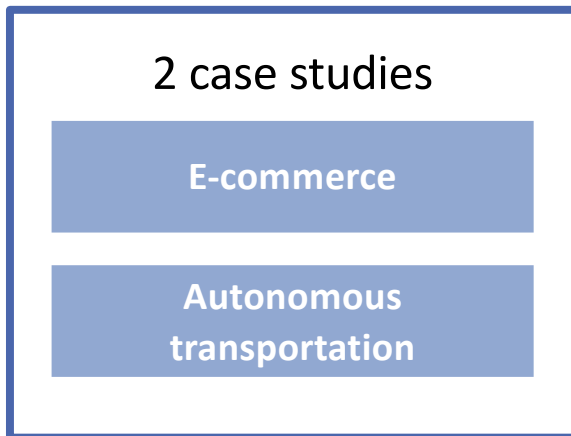 2 case studies
E-commerce
Autonomous
transportation